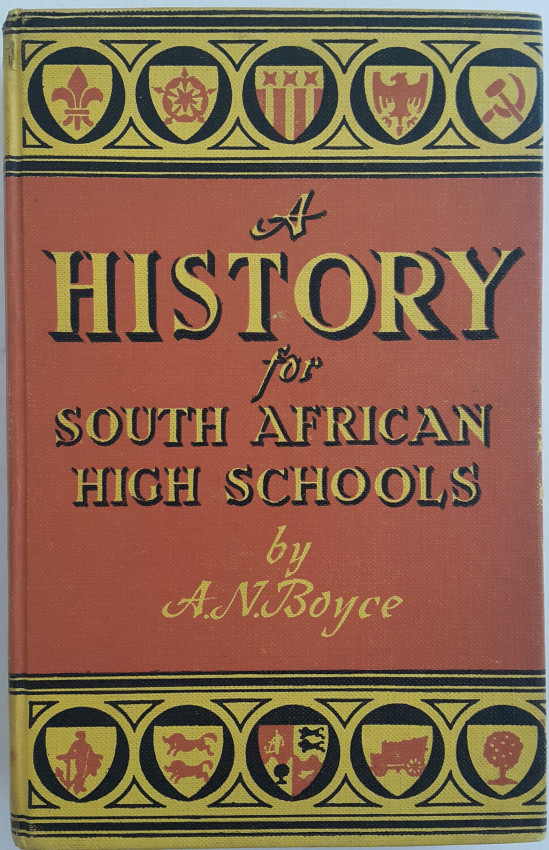 A
HISTORY
for
SOUTH AFRICAN
HIGH SCHOOLS
by
A.N.Boyce